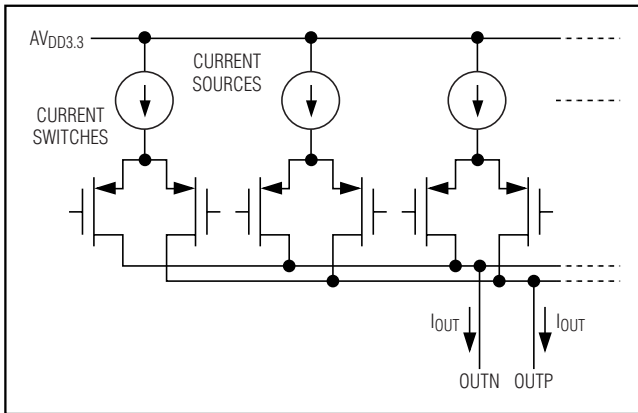 AVDD3.3
CURRENT
SOURCES
CURRENT
SWITCHES
IOUT
IOUT
OUTN
OUTP